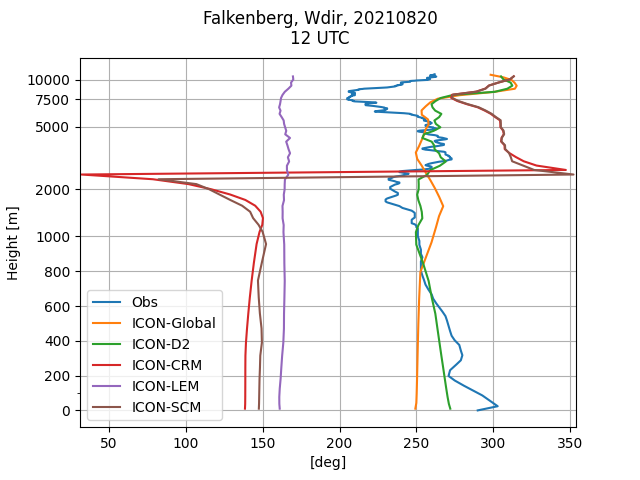 Falkenberg, Wdir, 20210820
12 UTC
Height [m]
10000
7500
5000
2000
1000
800
600
400
200
0
Obs
ICON-Global
ICON-D2
ICON-CRM
ICON-LEM
ICON-SCM
50 100 150 200 250 300 350
[deg]